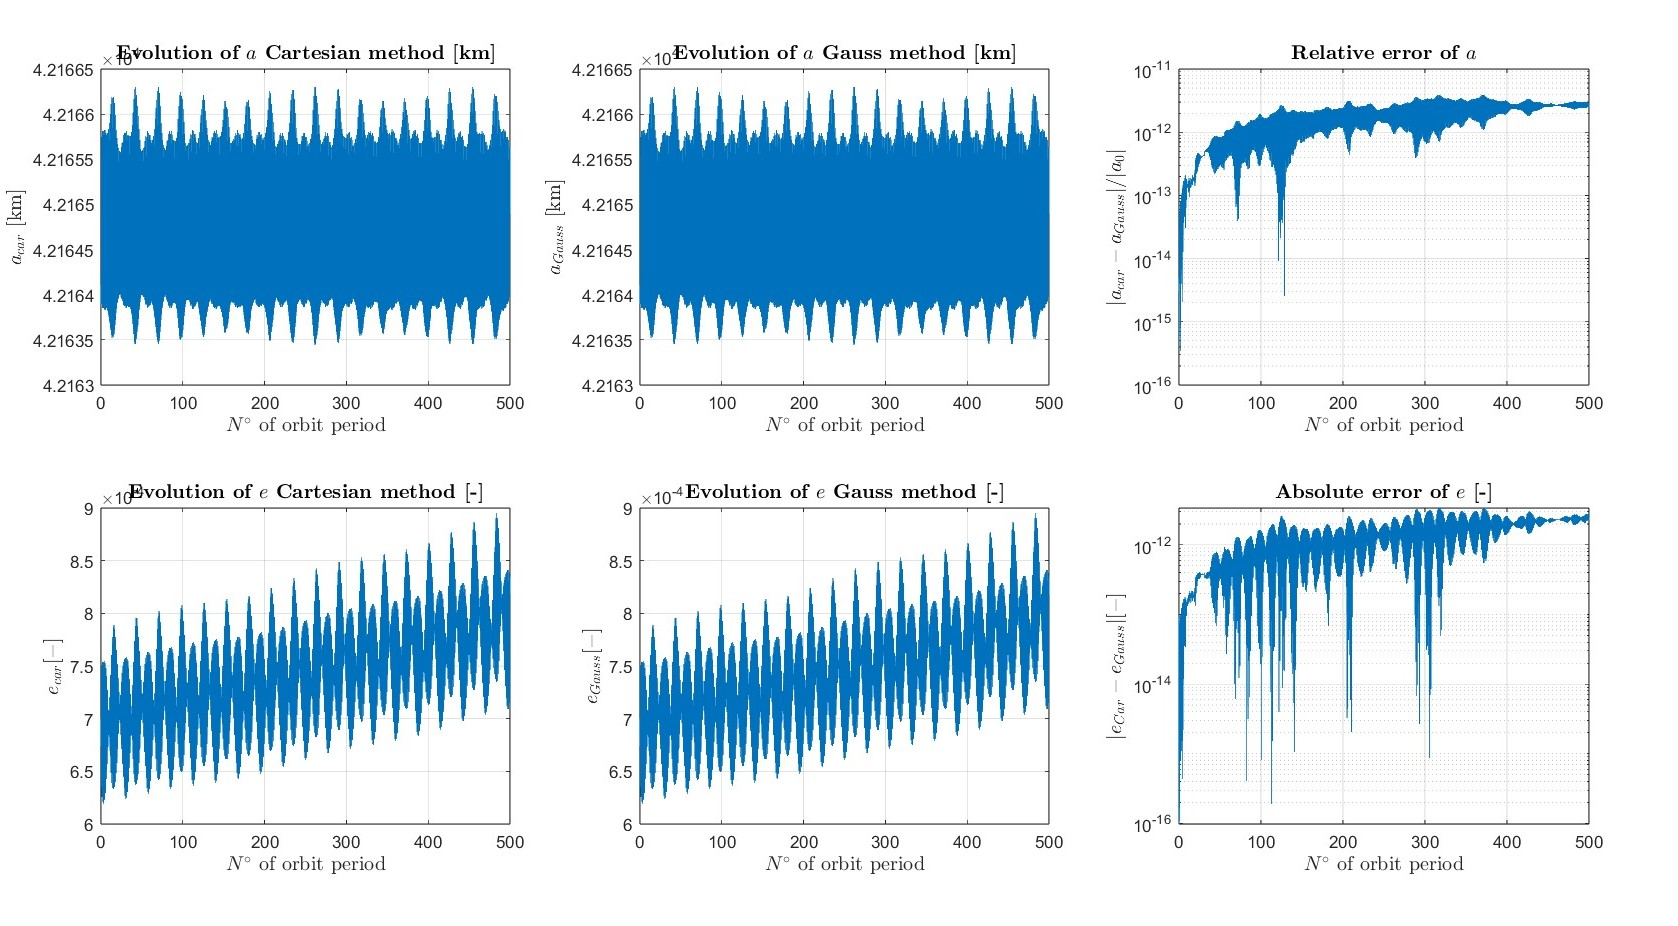 Evolution of a Cartesian method [km]
4.21665
4.2166
4.21655
4.2165
4.21645
4.2164
4.21635
4.2163
a_car [km]
0 100 200 300 400 500
N° of orbit period
Evolution of a Gauss method [km]
4.21665
4.2166
4.21655
4.2165
4.21645
4.2164
4.21635
4.2163
a_Gauss [km]
0 100 200 300 400 500
N° of orbit period
Relative error of a
10^-11
10^-12
10^-13
10^-14
10^-15
10^-16
|a_car − a_Gauss|/|a_0|
0 100 200 300 400 500
N° of orbit period
Evolution of e Cartesian method [-]
9
8.5
8
7.5
7
6.5
6
e_car[−]
0 100 200 300 400 500
N° of orbit period
×10^-4
Evolution of e Gauss method [-]
9
8.5
8
7.5
7
6.5
6
e_Gauss[−]
0 100 200 300 400 500
N° of orbit period
Absolute error of e [-]
10^-12
10^-14
10^-16
|e_Car − e_Gauss|[−]
0 100 200 300 400 500
N° of orbit period